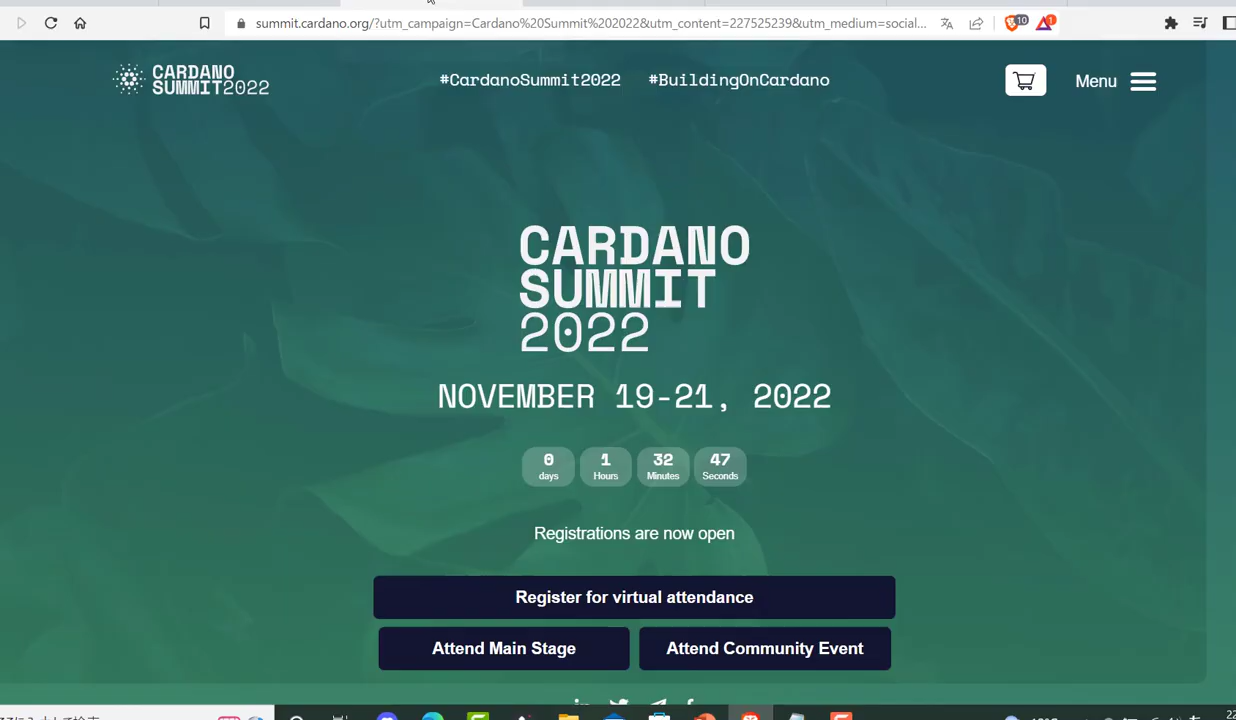 summit.cardano.org/?utm_campaign=Cardano%20Summit%202022&utm_content=227525239&utm_medium=social...
10
1
CARDANO
SUMMIT2022
#CardanoSummit2022
#BuildingOnCardano
Menu
CARDANO
SUMMIT
2022
NOVEMBER 19-21, 2022
0 1 32 47
days Hours Minutes Seconds
Registrations are now open
Register for virtual attendance
Attend Main Stage
Attend Community Event